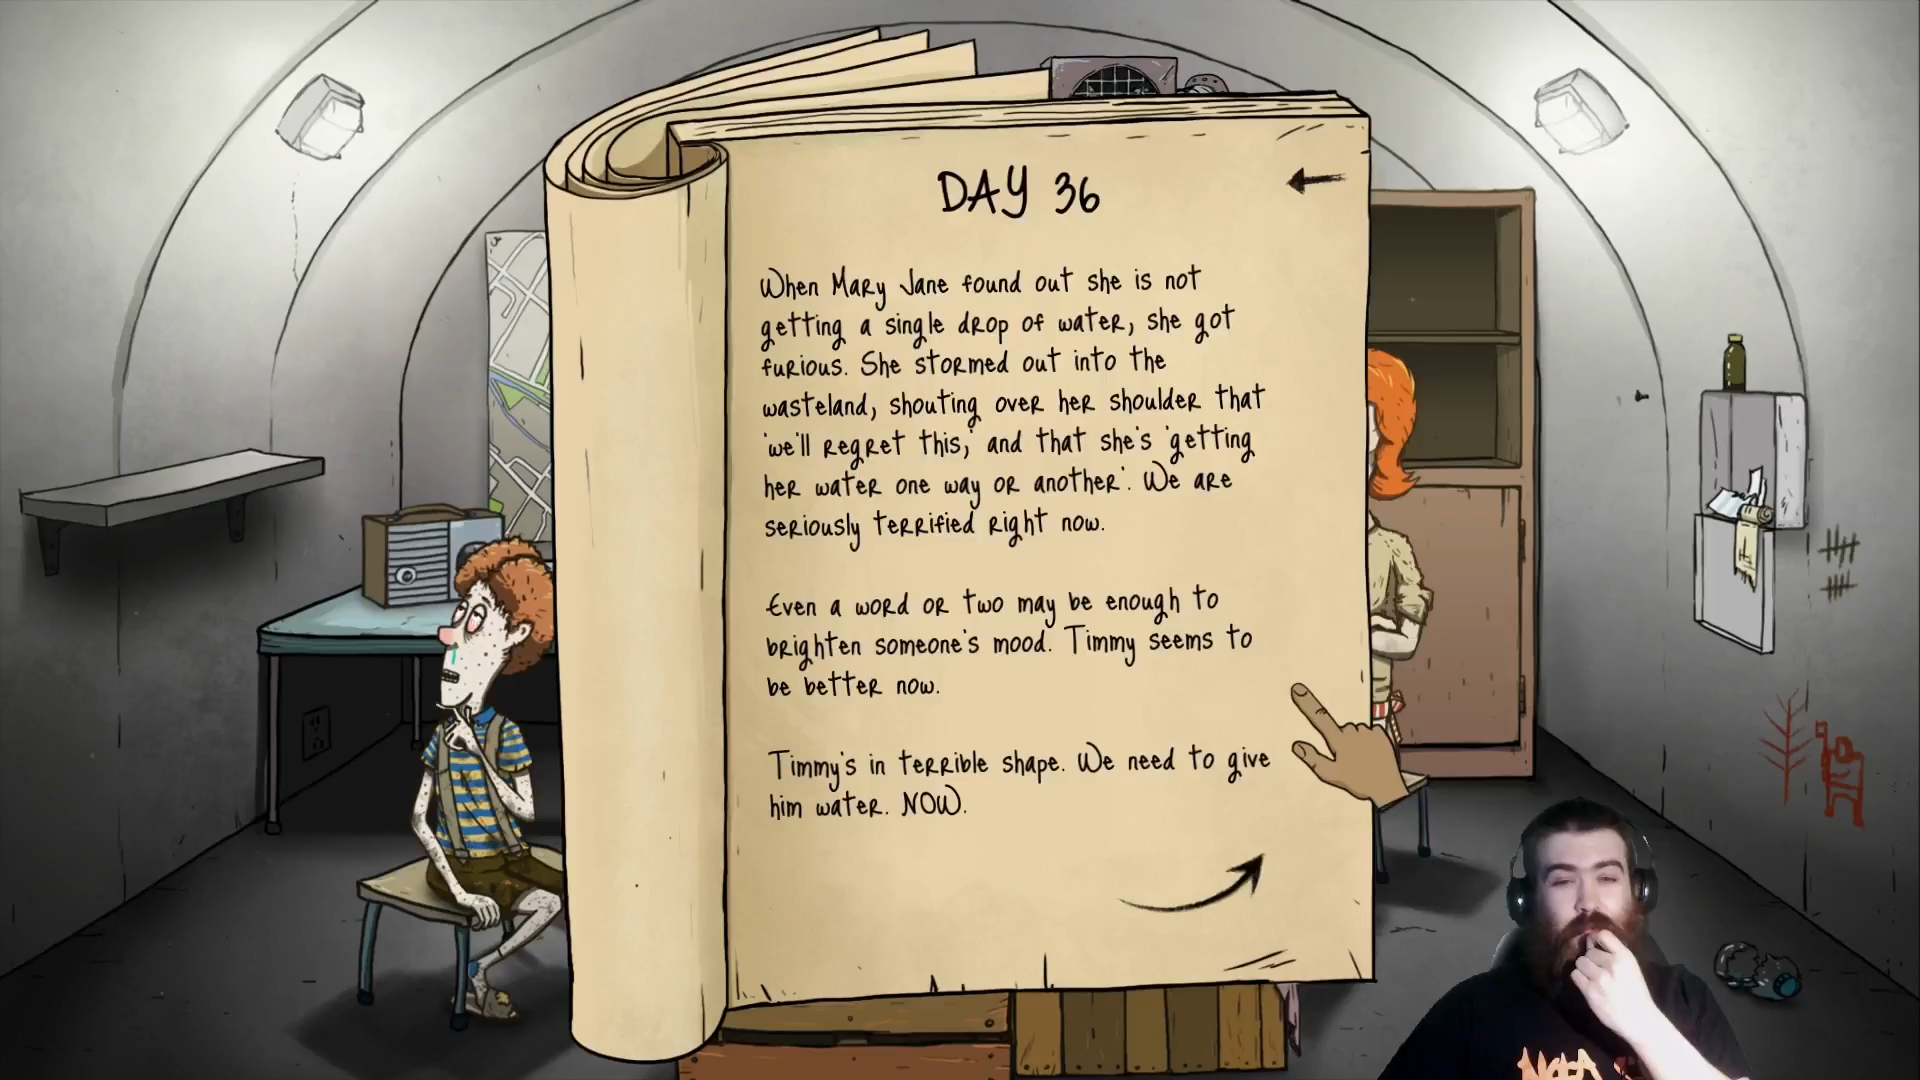 DAY 36
When Mary Jane found out she is not
getting a single drop of water, she got
furious. She stormed out into the
wasteland, shouting over her shoulder that
'we'll regret this,' and that she's 'getting
her water one way or another'. We are
seriously terrified right now.
Even a word or two may be enough to
brighten someone's mood. Timmy seems to
be better now.
Timmy's in terrible shape. We need to give
him water. NOW.